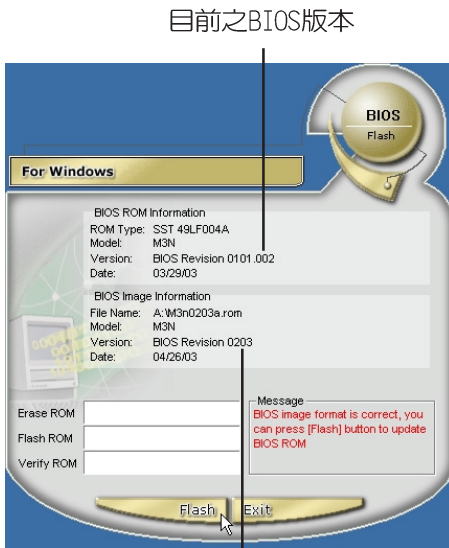 目前之BIOS版本
BIOS
Flash
For Windows
BIOS ROM Information
ROM Type: SST 49LF004A
Model: M3N
Version: BIOS Revision 0101.002
Date: 03/29/03
BIOS Image Information
File Name: A:\M3n0203a.rom
Model: M3N
Version: BIOS Revision 0203
Date: 04/26/03
Erase ROM
Flash ROM
Verify ROM
Message
BIOS image format is correct, you
can press [Flash] button to update
BIOS ROM
Flash
Exit